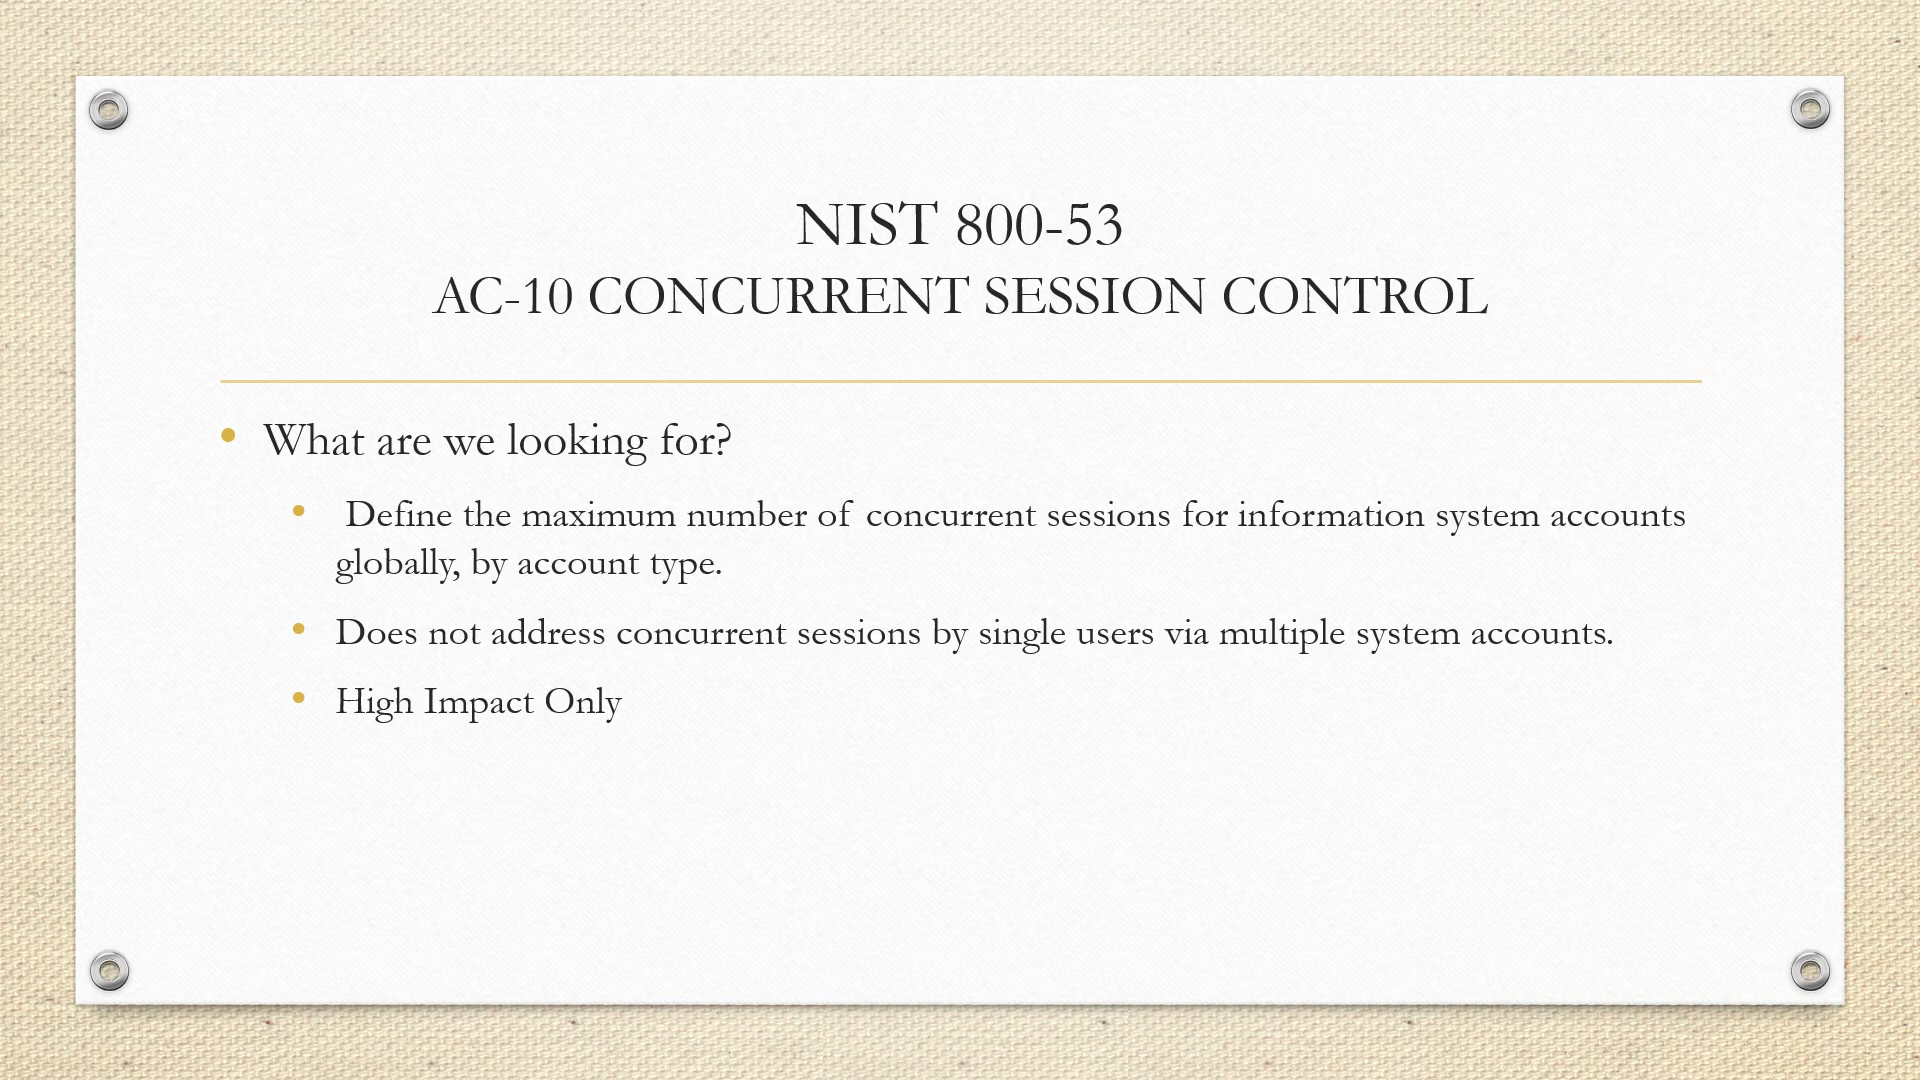 NIST 800-53
AC-10 CONCURRENT SESSION CONTROL
• What are we looking for?
• Define the maximum number of concurrent sessions for information system accounts
globally, by account type.
• Does not address concurrent sessions by single users via multiple system accounts.
• High Impact Only